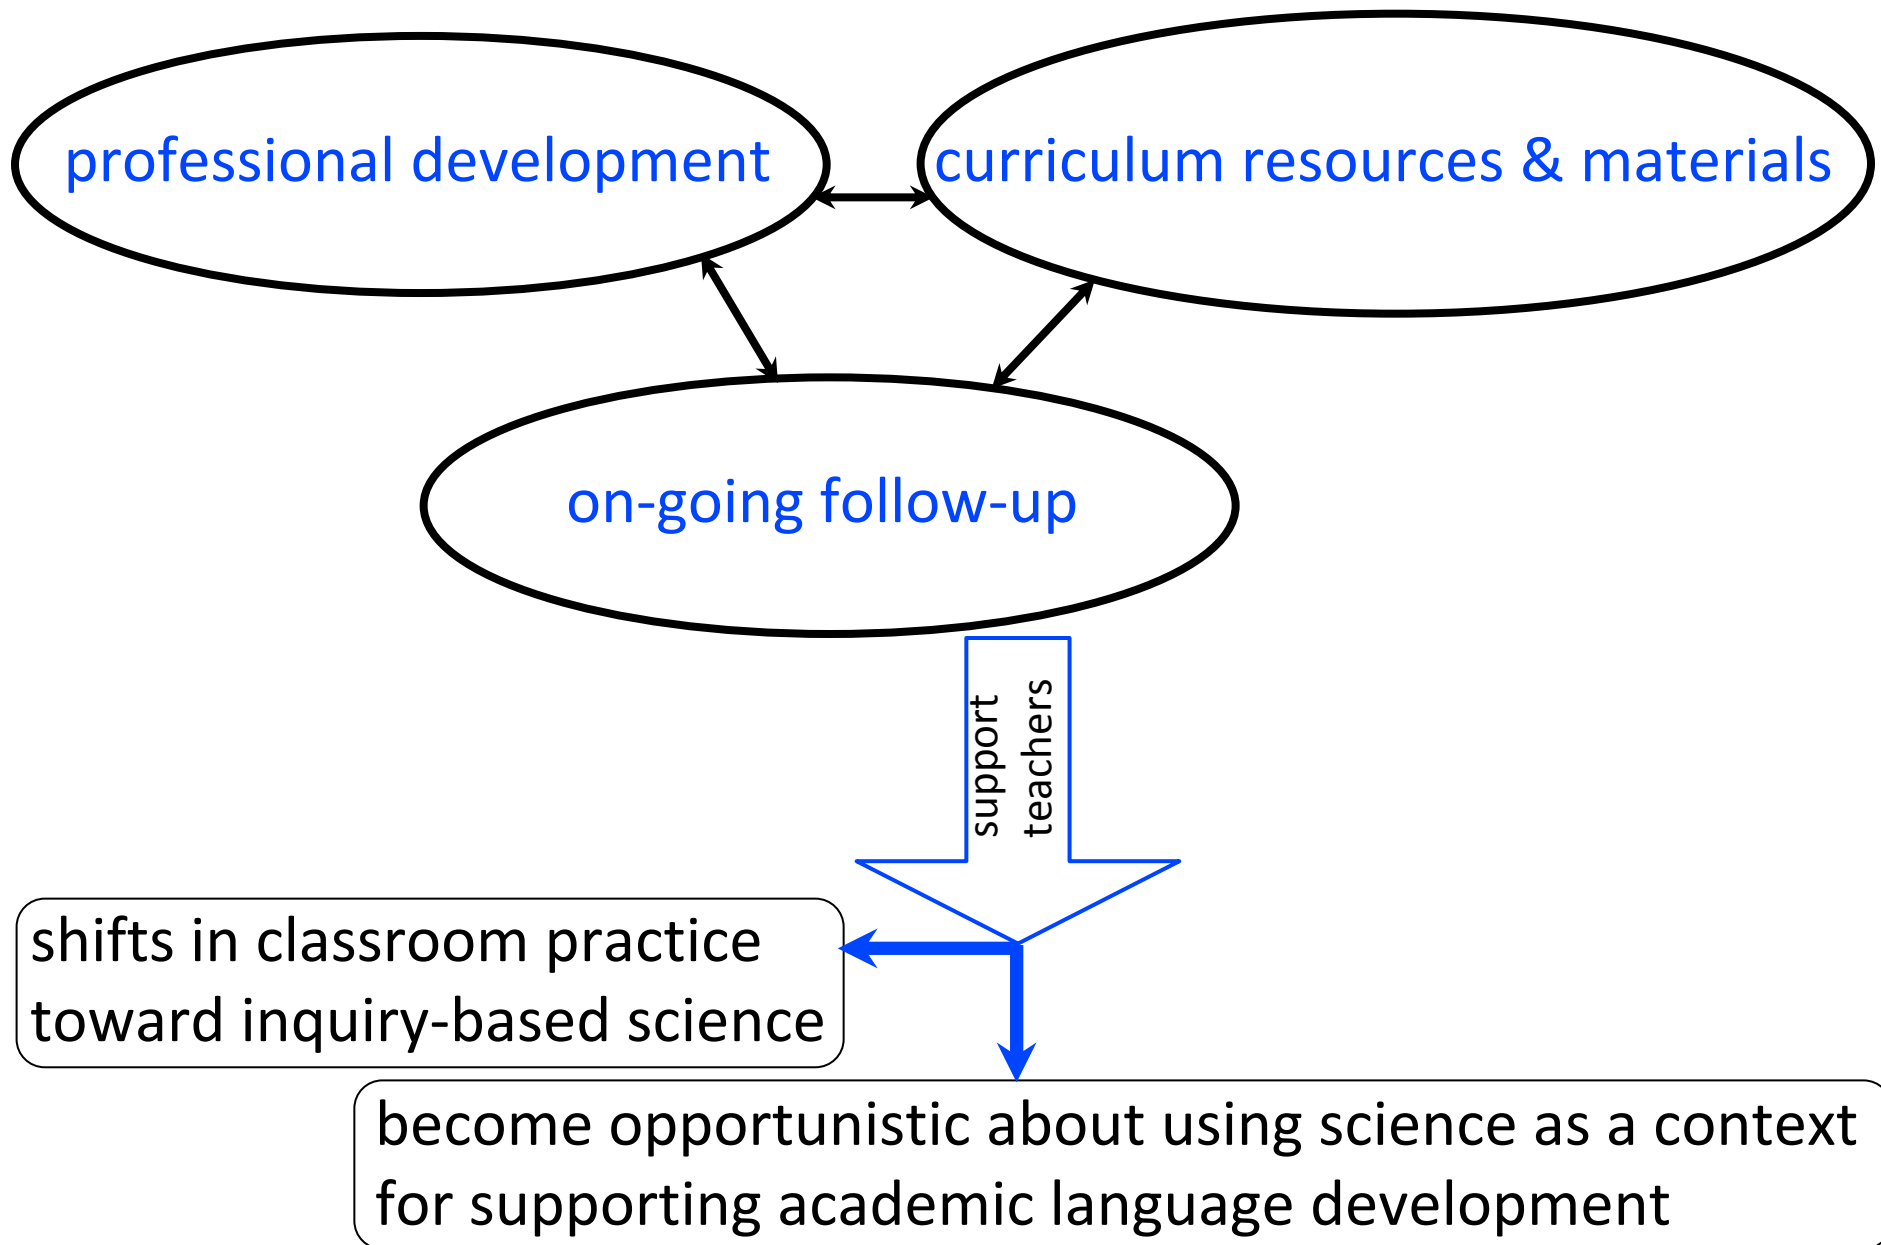 professional development
curriculum resources & materials
on-going follow-up
support
teachers
shifts in classroom practice
toward inquiry-based science
become opportunistic about using science as a context
for supporting academic language development